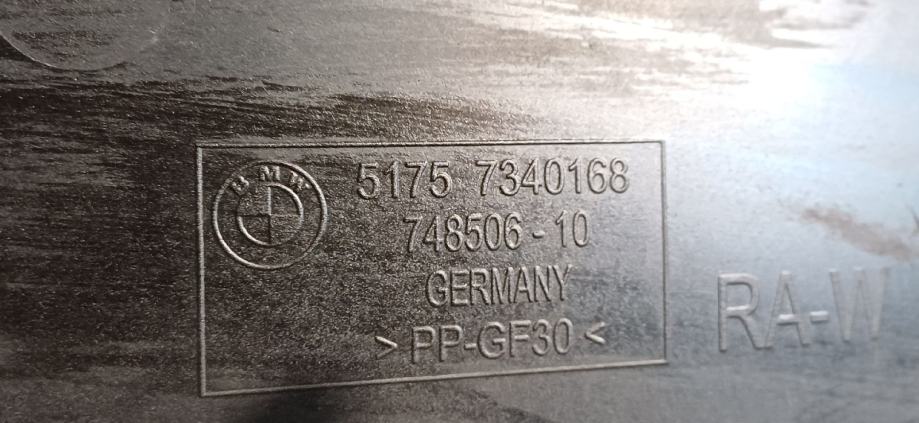 BMW
5175 7340168
748506-10
GERMANY
>PP-GF30<
RA-W